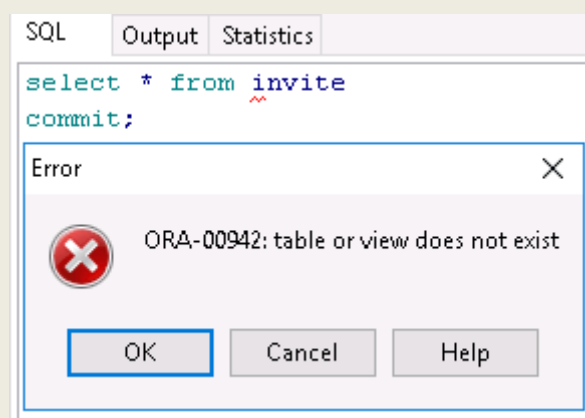 SQL Output Statistics
select * from invite
commit;
Error
ORA-00942: table or view does not exist
OK Cancel Help